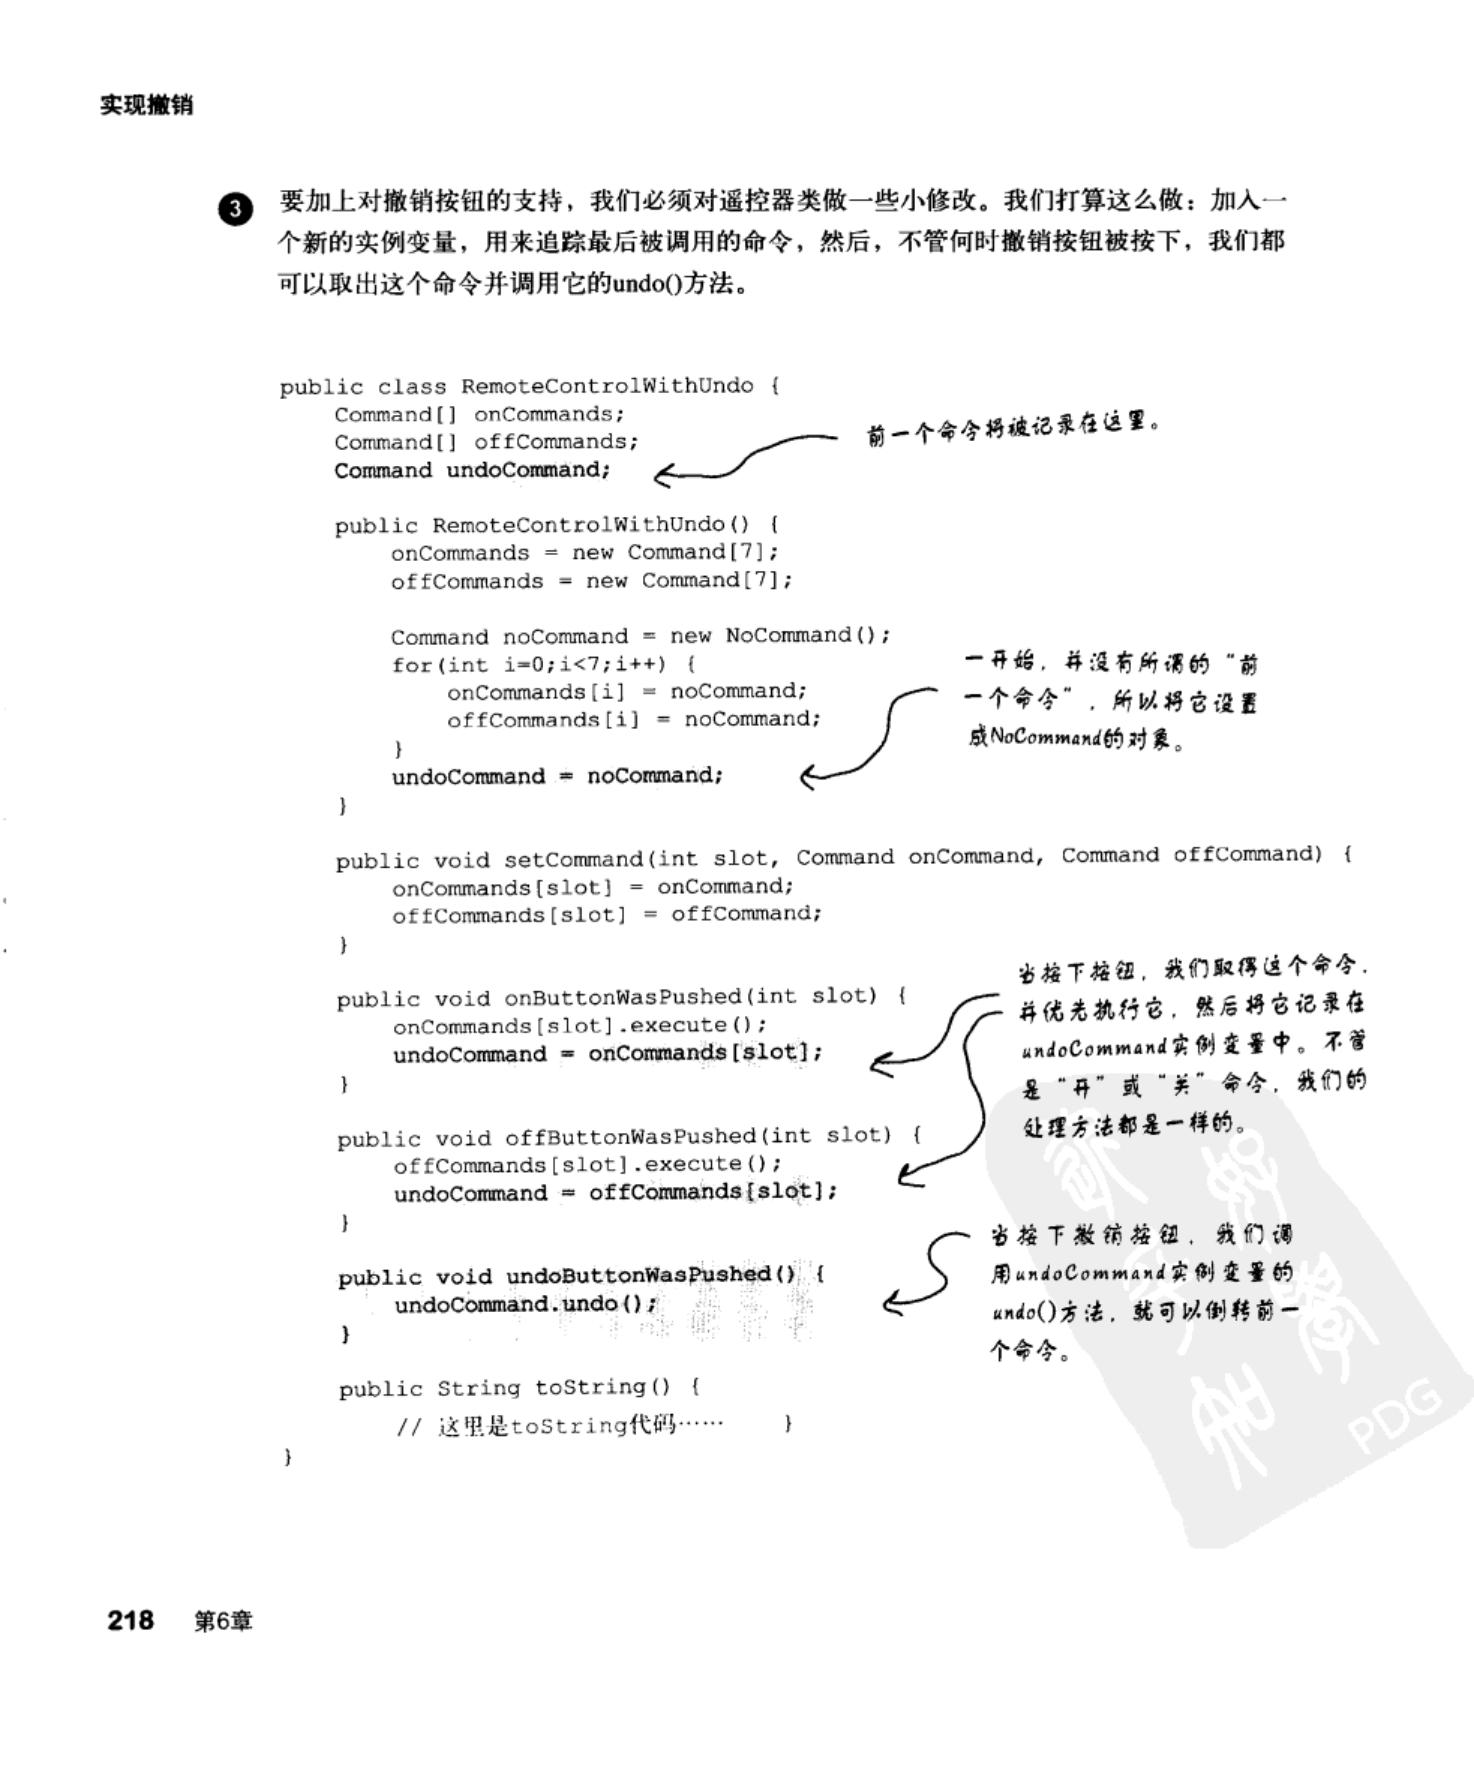 实现撤销
3 要加上对撤销按钮的支持，我们必须对遥控器类做一些小修改。我们打算这么做：加入一
个新的实例变量，用来追踪最后被调用的命令，然后，不管何时撤销按钮被按下，我们都
可以取出这个命令并调用它的undo()方法。
public class RemoteControlWithUndo {
Command[] onCommands;
Command[] offCommands;
Command undoCommand;
前一个命令将被记录在这里。
public RemoteControlWithUndo() {
onCommands = new Command[7];
offCommands = new Command[7];
Command noCommand = new NoCommand();
for(int i=0;i<7;i++) {
onCommands[i] = noCommand;
offCommands[i] = noCommand;
}
undoCommand = noCommand;
}
一开始，并没有所谓的“前
一个命令”，所以将它设置
成NoCommand的对象。
public void setCommand(int slot, Command onCommand, Command offCommand) {
onCommands[slot] = onCommand;
offCommands[slot] = offCommand;
}
public void onButtonWasPushed(int slot) {
onCommands[slot].execute();
undoCommand = onCommands[slot];
}
当按下按钮，我们取得这个命令，
并优先执行它，然后将它记录在
undoCommand实例变量中。不管
是“开”或“关”命令，我们的
处理方法都是一样的。
public void offButtonWasPushed(int slot) {
offCommands[slot].execute();
undoCommand = offCommands[slot];
}
public void undoButtonWasPushed() {
undoCommand.undo();
}
当按下撤销按钮，我们调
用undoCommand实例变量的
undo()方法，就可以倒转前一
个命令。
public String toString() {
// 这里是toString代码…… }
}
PDG
218 第6章